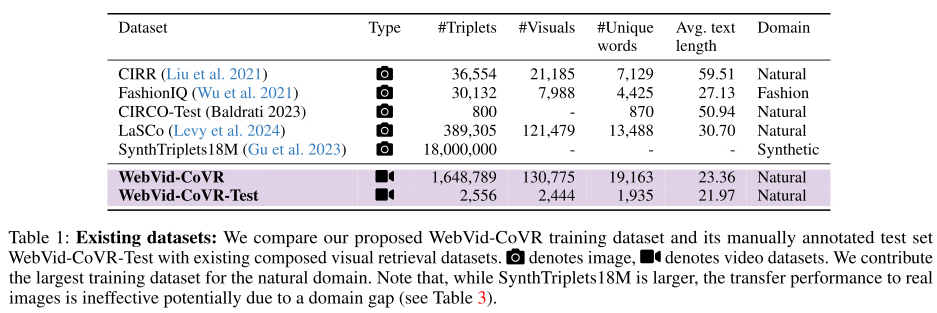 Dataset Type #Triplets #Visuals #Unique words Avg. text length Domain
CIRR (Liu et al. 2021) 36,554 21,185 7,129 59.51 Natural
FashionIQ (Wu et al. 2021) 30,132 7,988 4,425 27.13 Fashion
CIRCO-Test (Baldrati 2023) 800 - 870 50.94 Natural
LaSCo (Levy et al. 2024) 389,305 121,479 13,488 30.70 Natural
SynthTriplets18M (Gu et al. 2023) 18,000,000 - - - Synthetic
WebVid-CoVR 1,648,789 130,775 19,163 23.36 Natural
WebVid-CoVR-Test 2,556 2,444 1,935 21.97 Natural
Table 1: Existing datasets: We compare our proposed WebVid-CoVR training dataset and its manually annotated test set
WebVid-CoVR-Test with existing composed visual retrieval datasets. denotes image, denotes video datasets. We contribute
the largest training dataset for the natural domain. Note that, while SynthTriplets18M is larger, the transfer performance to real
images is ineffective potentially due to a domain gap (see Table 3).